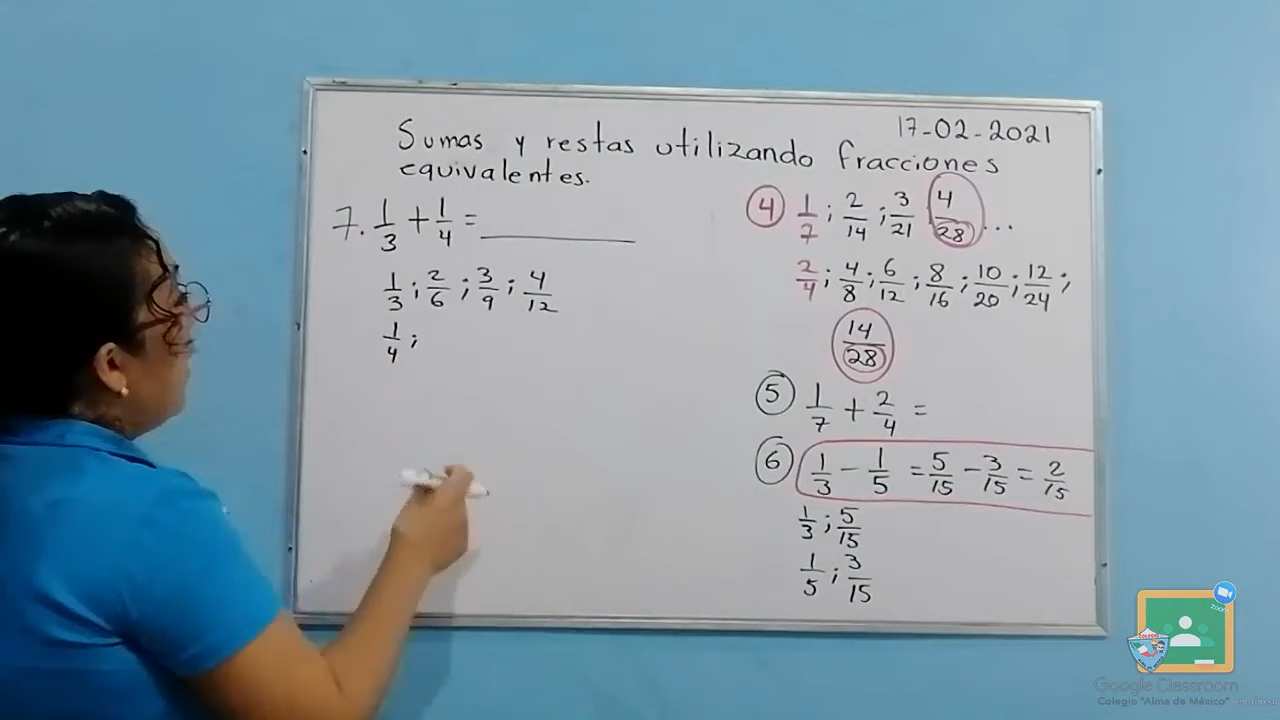 17-02-2021
Sumas y restas utilizando fracciones
equivalentes.
7. 1/3 + 1/4 = ________
1/3 ; 2/6 ; 3/9 ; 4/12
1/4 ;
4 1/7 ; 2/14 ; 3/21 ; 4/28 ...
2/4 ; 4/8 ; 6/12 ; 8/16 ; 10/20 ; 12/24 ;
14/28
5 1/7 + 2/4 =
6 1/3 - 1/5 = 5/15 - 3/15 = 2/15
1/3 ; 5/15
1/5 ; 3/15
zoom
COLEGIO
Google Classroom
Colegio "Alma de México"